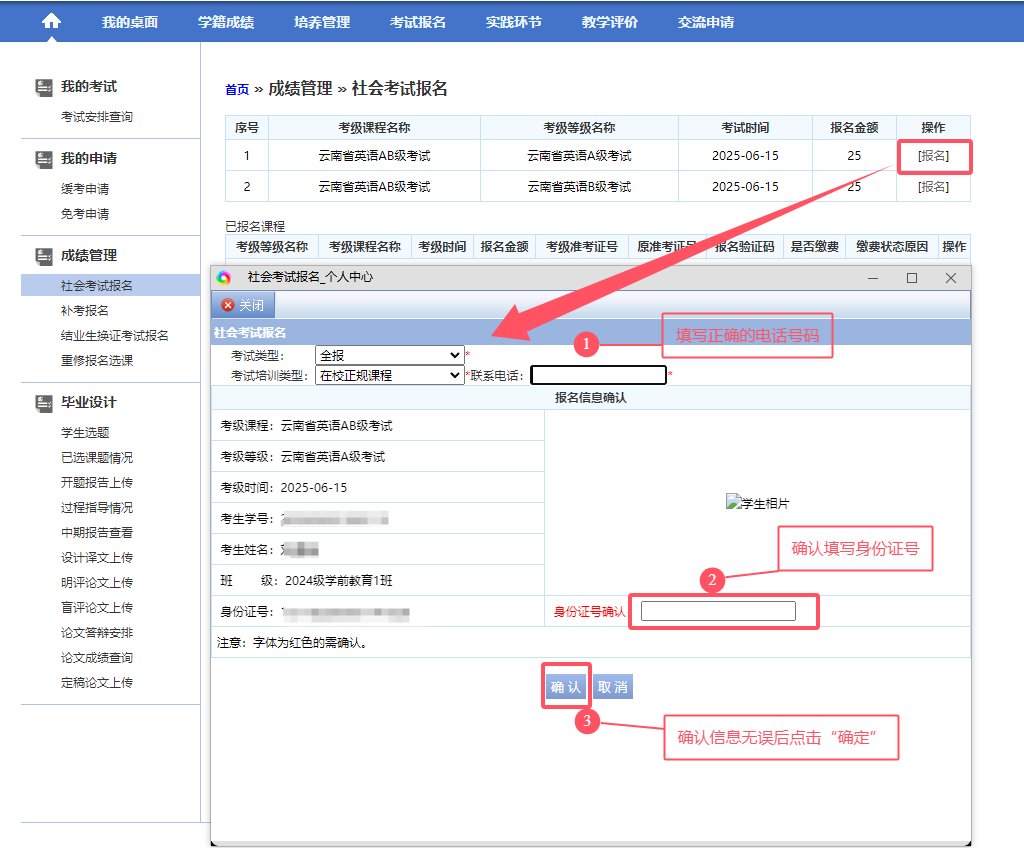 我的桌面 学籍成绩 培养管理 考试报名 实践环节 教学评价 交流申请
我的考试
考试安排查询
我的申请
缓考申请
免考申请
成绩管理
社会考试报名
补考报名
结业生换证考试报名
重修报名选课
毕业设计
学生选题
已选课题情况
开题报告上传
过程指导情况
中期报告查看
设计译文上传
明评论文上传
盲评论文上传
论文答辩安排
论文成绩查询
定稿论文上传
首页 » 成绩管理 » 社会考试报名
序号 考级课程名称 考级等级名称 考试时间 报名金额 操作
1 云南省英语AB级考试 云南省英语A级考试 2025-06-15 25 [报名]
2 云南省英语AB级考试 云南省英语B级考试 2025-06-15 25 [报名]
已报名课程
考级等级名称 考级课程名称 考级时间 报名金额 考级准考证号 原准考证号 报名验证码 是否缴费 缴费状态原因 操作
社会考试报名_个人中心
关闭
社会考试报名
1 填写正确的电话号码
考试类型: 全报 *
考试培训类型: 在校正规课程 *联系电话: *
报名信息确认
考级课程: 云南省英语AB级考试
考级等级: 云南省英语A级考试
考级时间: 2025-06-15
学生相片
考生学号:
考生姓名:
确认填写身份证号
班 级: 2024级学前教育1班
2
身份证号:
身份证号确认
注意: 字体为红色的需确认。
确 认 取 消
3
确认信息无误后点击“确定”